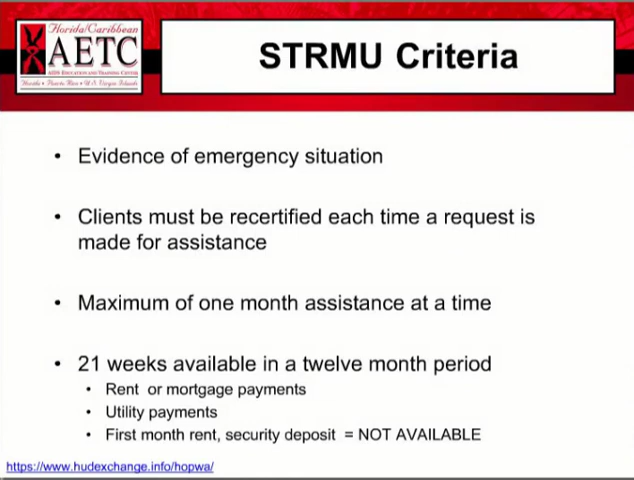 Florida/Caribbean
AETC
AIDS EDUCATION AND TRAINING CENTER
Florida • Puerto Rico • U.S. Virgin Islands
STRMU Criteria
• Evidence of emergency situation
• Clients must be recertified each time a request is
made for assistance
• Maximum of one month assistance at a time
• 21 weeks available in a twelve month period
• Rent or mortgage payments
• Utility payments
• First month rent, security deposit = NOT AVAILABLE
https://www.hudexchange.info/hopwa/